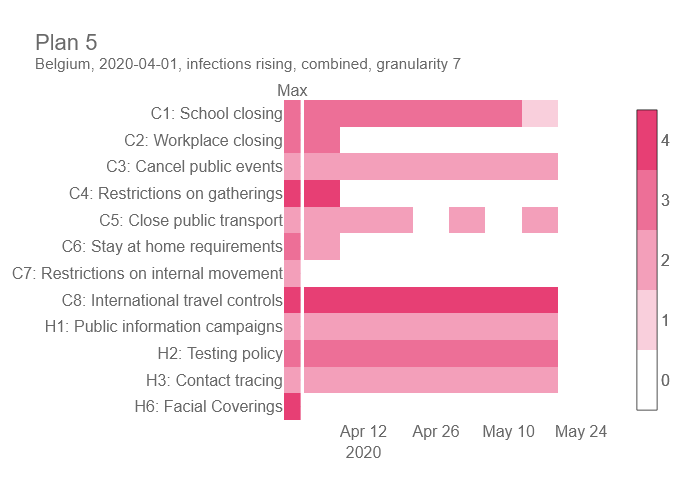 Plan 5
Belgium, 2020-04-01, infections rising, combined, granularity 7
Max
C1: School closing
C2: Workplace closing
C3: Cancel public events
C4: Restrictions on gatherings
C5: Close public transport
C6: Stay at home requirements
C7: Restrictions on internal movement
C8: International travel controls
H1: Public information campaigns
H2: Testing policy
H3: Contact tracing
H6: Facial Coverings
Apr 12 Apr 26 May 10 May 24
2020
4
3
2
1
0